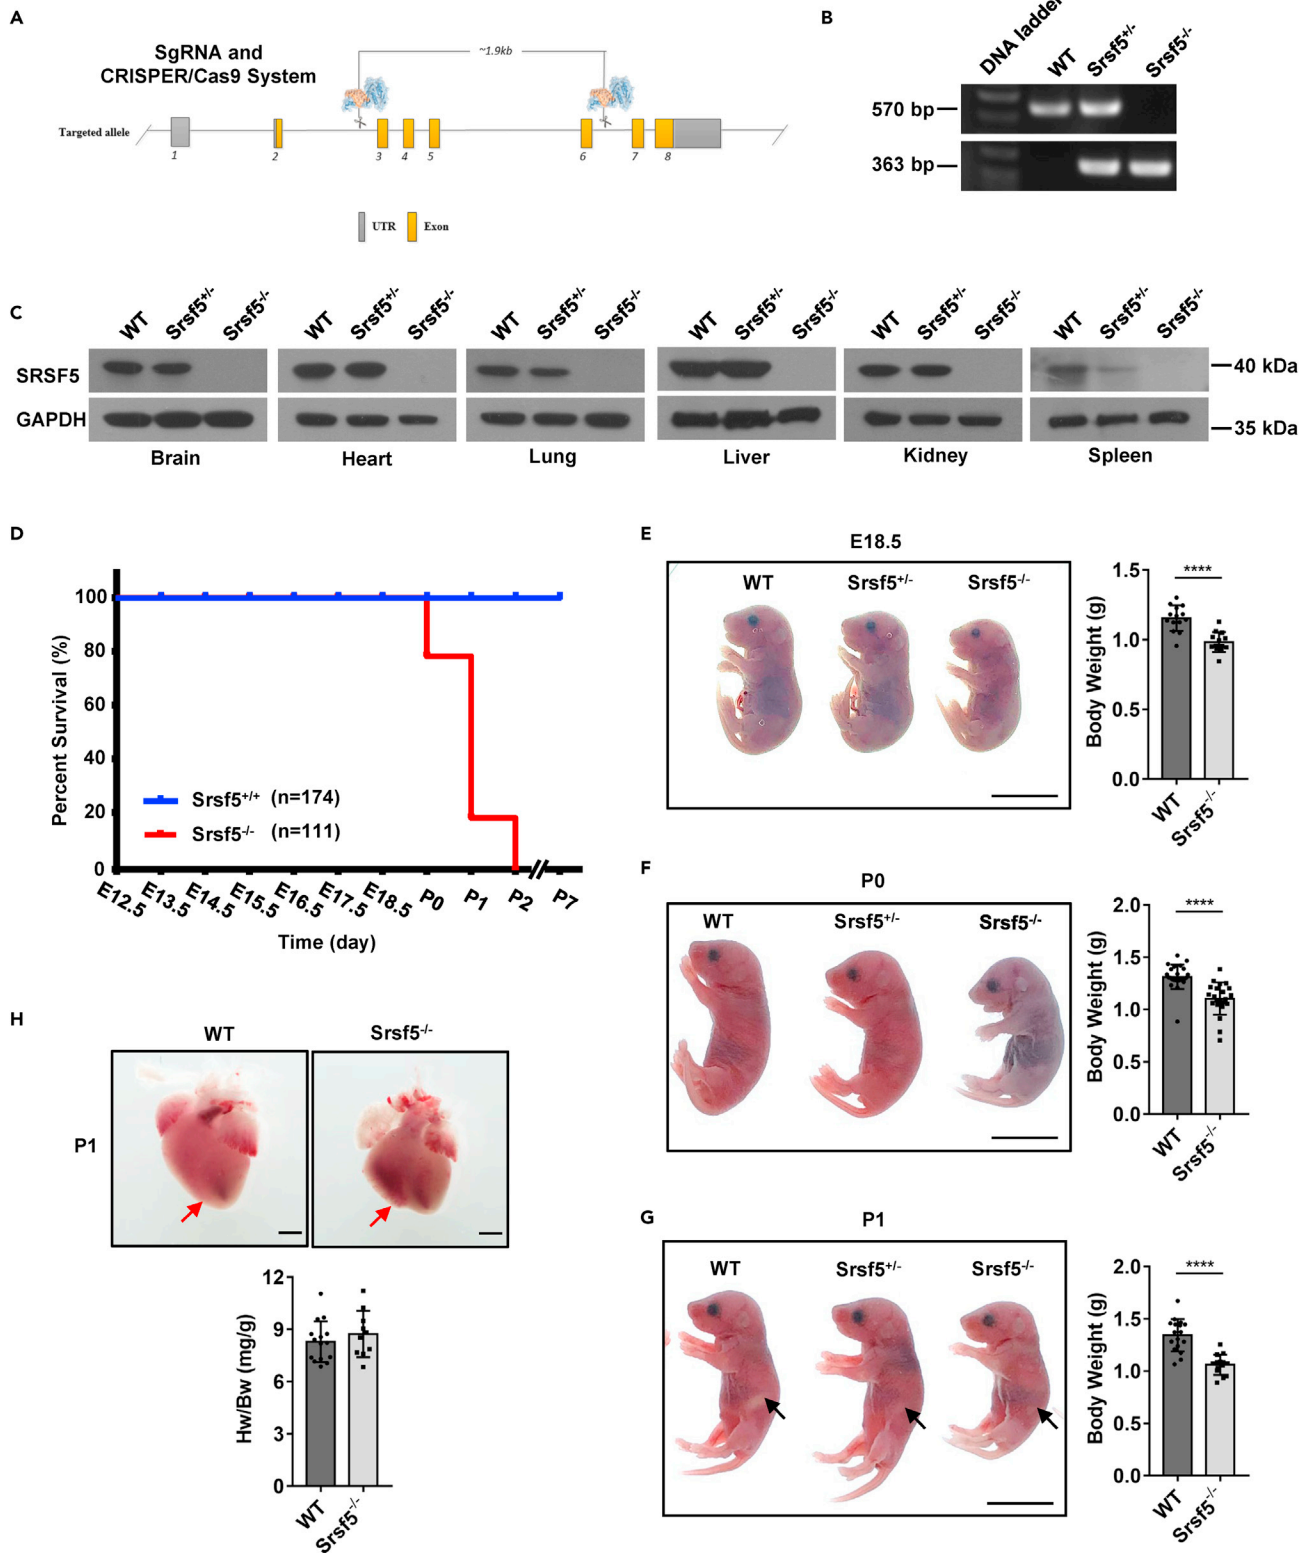 A
SgRNA and
CRISPER/Cas9 System
~1.9kb
Targeted allele
1 2 3 4 5 6 7 8
UTR Exon
B
DNA ladder WT Srsf5+/- Srsf5-/-
570 bp
363 bp
C
WT Srsf5+/- Srsf5-/- WT Srsf5+/- Srsf5-/- WT Srsf5+/- Srsf5-/- WT Srsf5+/- Srsf5-/- WT Srsf5+/- Srsf5-/- WT Srsf5+/- Srsf5-/-
SRSF5 40 kDa
GAPDH 35 kDa
Brain Heart Lung Liver Kidney Spleen
D
Percent Survival (%)
100
80
60
40
20
0
Srsf5+/+ (n=174)
Srsf5-/- (n=111)
E12.5 E13.5 E14.5 E15.5 E16.5 E17.5 E18.5 P0 P1 P2 P7
Time (day)
E
E18.5
WT Srsf5+/- Srsf5-/-
Body Weight (g)
1.5
1.0
0.5
0.0
****
WT Srsf5-/-
F
P0
WT Srsf5+/- Srsf5-/-
Body Weight (g)
2.0
1.5
1.0
0.5
0.0
****
WT Srsf5-/-
G
P1
WT Srsf5+/- Srsf5-/-
Body Weight (g)
2.0
1.5
1.0
0.5
0.0
****
WT Srsf5-/-
H
WT Srsf5-/-
P1
Hw/Bw (mg/g)
12
9
6
3
0
WT Srsf5-/-